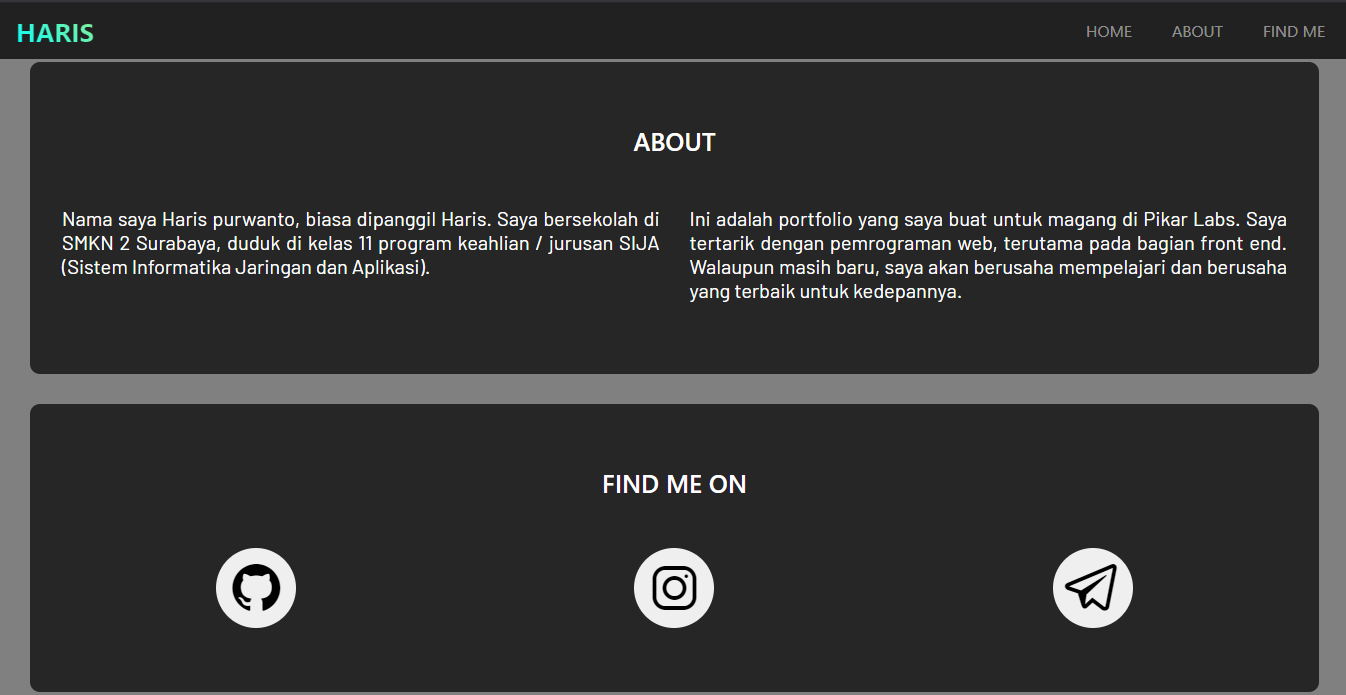 HARIS
HOME
ABOUT
FIND ME
ABOUT
Nama saya Haris purwanto, biasa dipanggil Haris. Saya bersekolah di
SMKN 2 Surabaya, duduk di kelas 11 program keahlian / jurusan SIJA
(Sistem Informatika Jaringan dan Aplikasi).
Ini adalah portfolio yang saya buat untuk magang di Pikar Labs. Saya
tertarik dengan pemrograman web, terutama pada bagian front end.
Walaupun masih baru, saya akan berusaha mempelajari dan berusaha
yang terbaik untuk kedepannya.
FIND ME ON